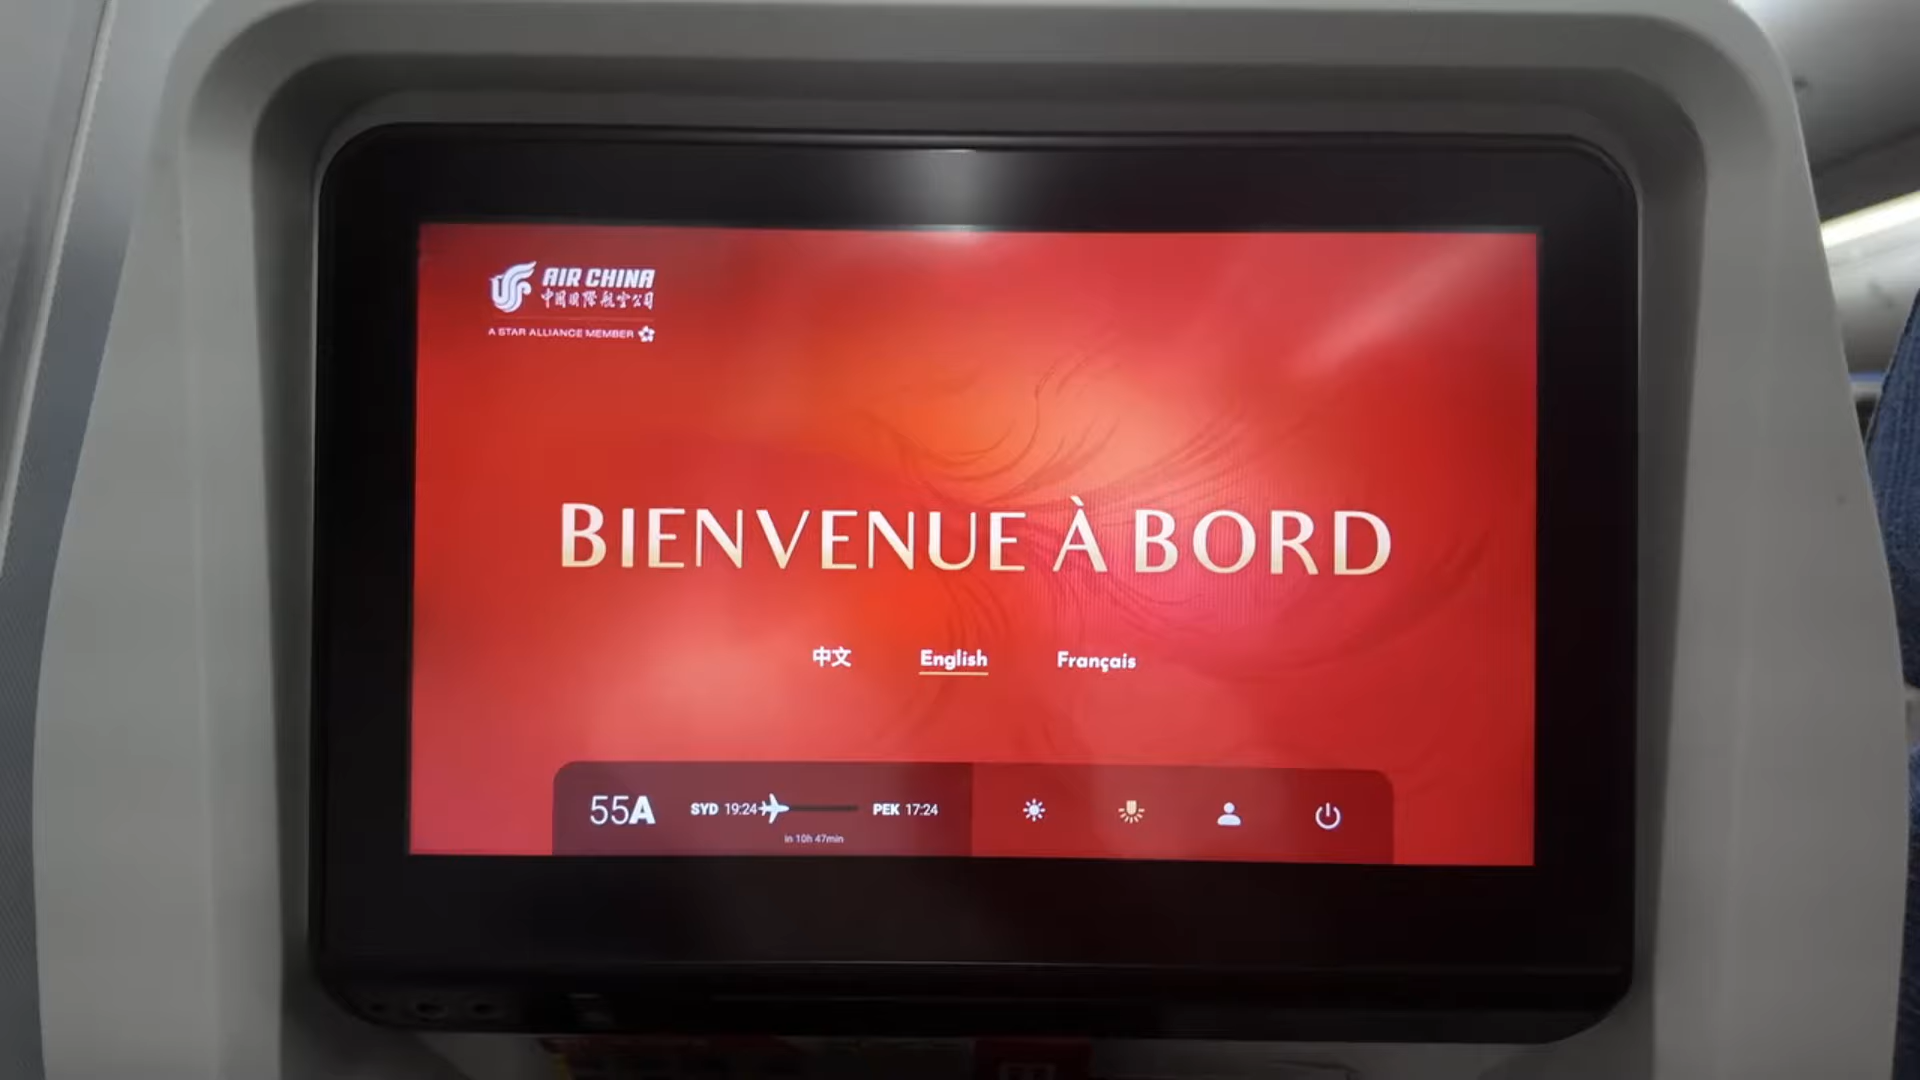 AIR CHINA
中国国际航空公司
A STAR ALLIANCE MEMBER
BIENVENUE À BORD
中文 English Français
55A SYD 19:24 PEK 17:24
in 10h 47min